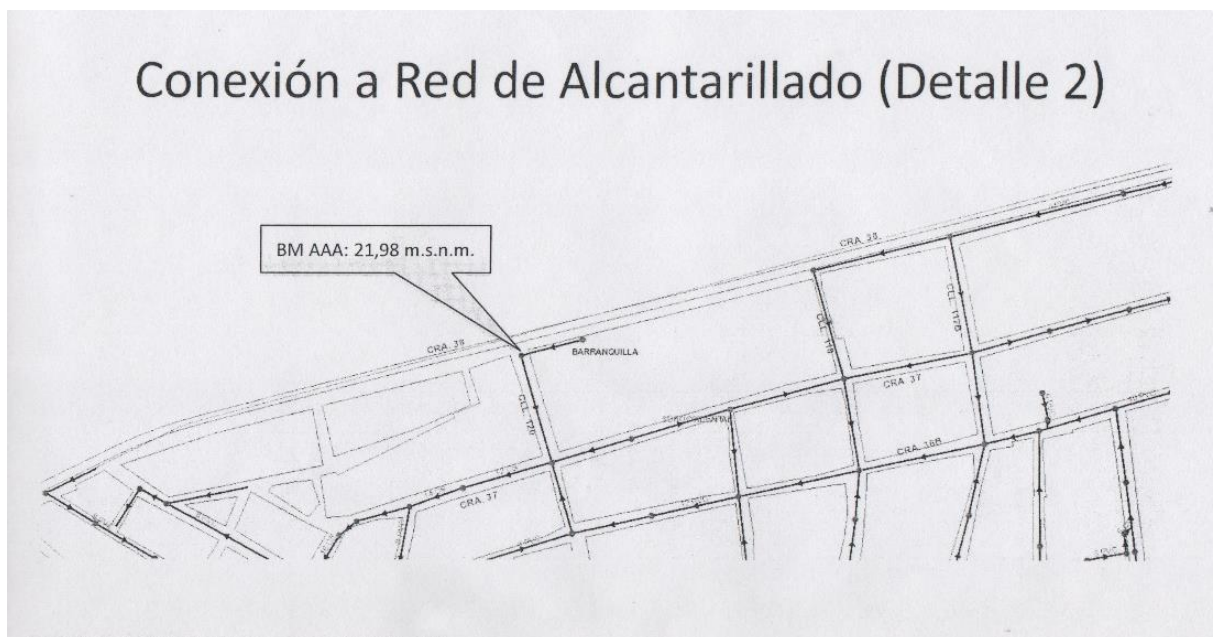 Conexión a Red de Alcantarillado (Detalle 2)
BM AAA: 21,98 m.s.n.m.
CRA 38
CRA 38
BARRANQUILLA
CLL 118
CLL 117B
CLL 120
CRA 37
CRA 36B
CRA 37